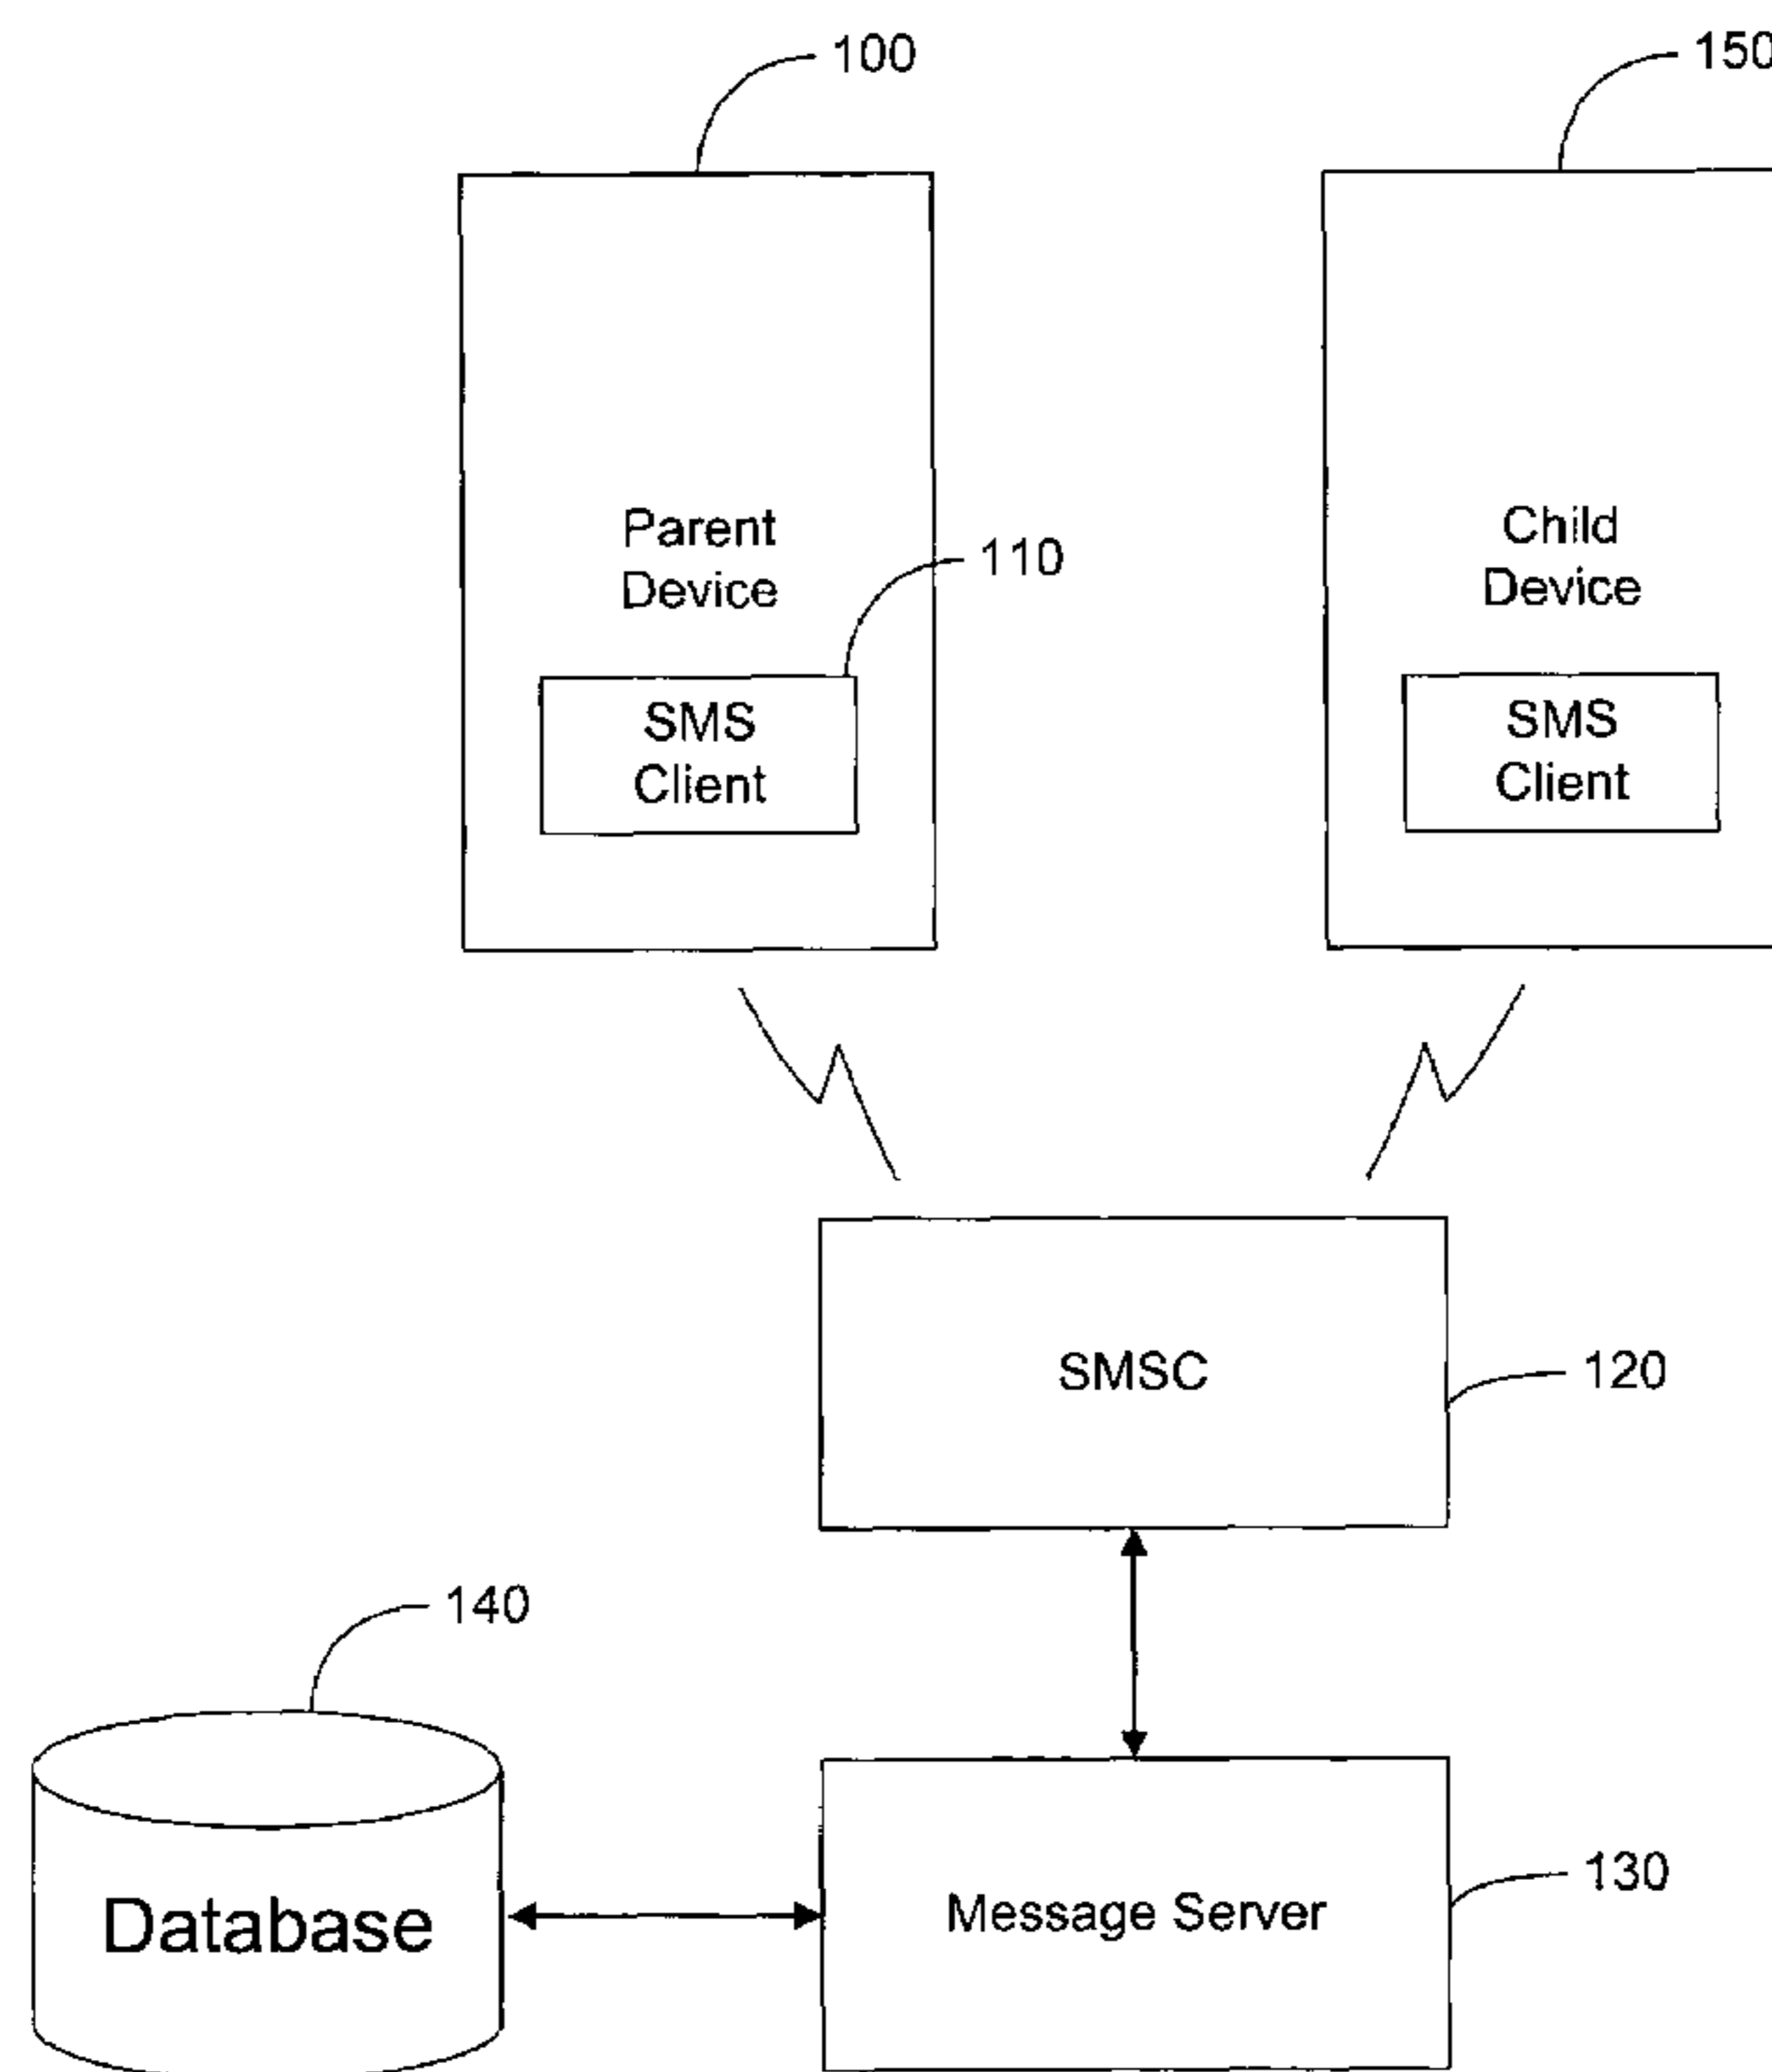 100
150
Parent
Device
Child
Device
110
SMS
Client
SMS
Client
SMSC
120
140
130
Database
Message Server